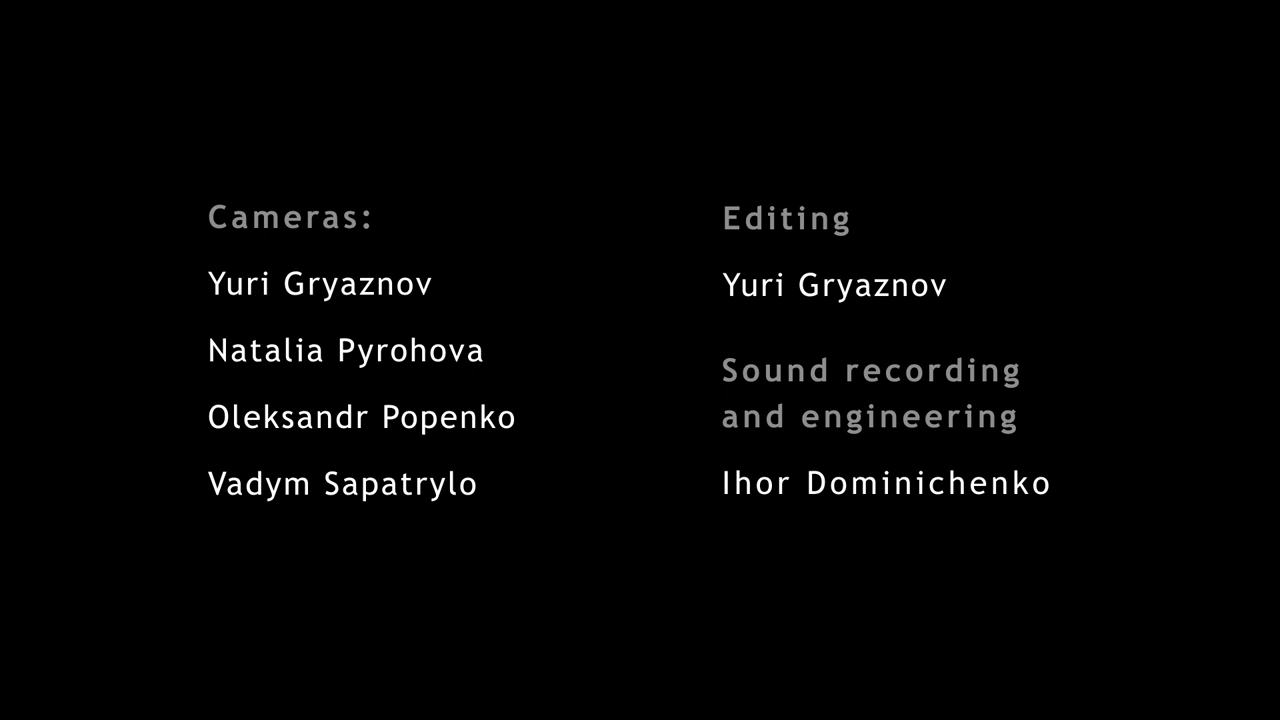 Cameras:
Yuri Gryaznov
Natalia Pyrohova
Oleksandr Popenko
Vadym Sapatrylo
Editing
Yuri Gryaznov
Sound recording
and engineering
Ihor Dominichenko